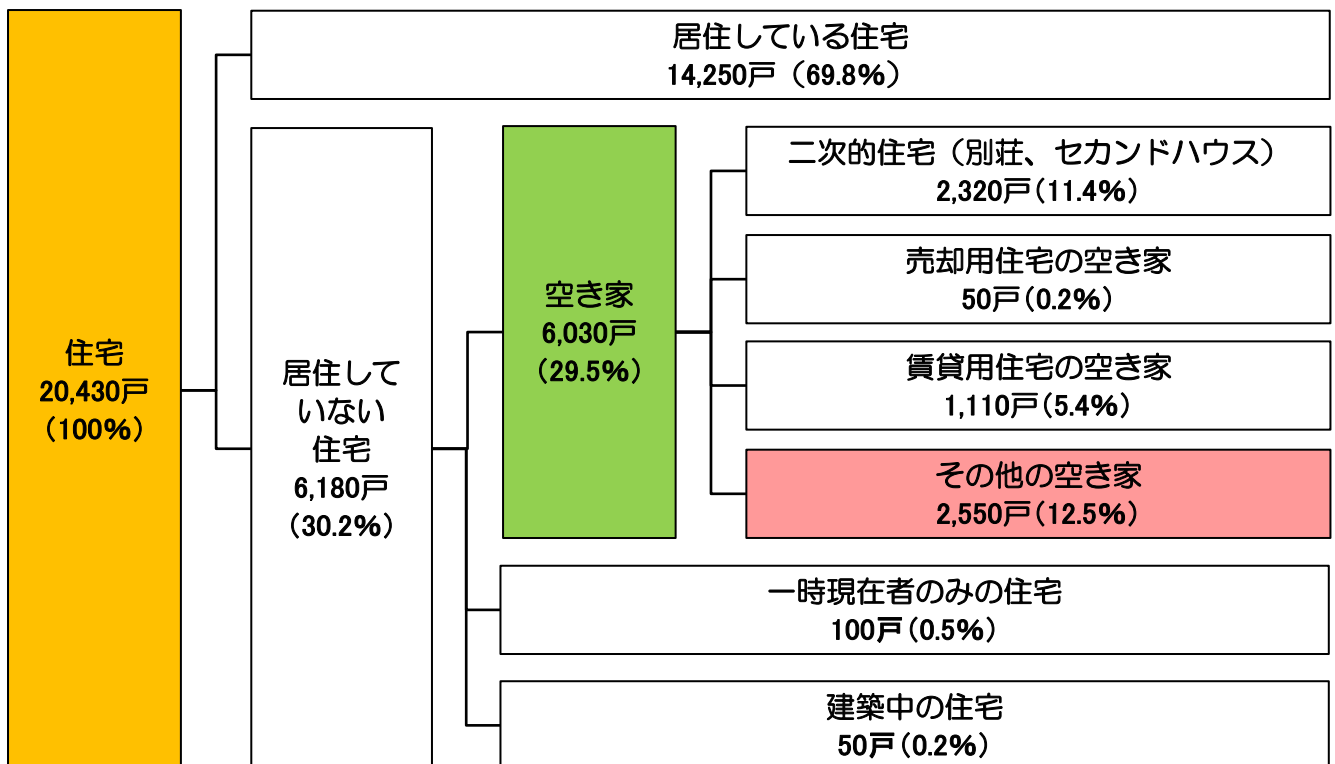 住宅
20,430戸
（100%）
居住している住宅
14,250戸（69.8%）
居住して
いない
住宅
6,180戸
（30.2%）
空き家
6,030戸
（29.5%）
二次的住宅（別荘、セカンドハウス）
2,320戸（11.4%）
売却用住宅の空き家
50戸（0.2%）
賃貸用住宅の空き家
1,110戸（5.4%）
その他の空き家
2,550戸（12.5%）
一時現在者のみの住宅
100戸（0.5%）
建築中の住宅
50戸（0.2%）